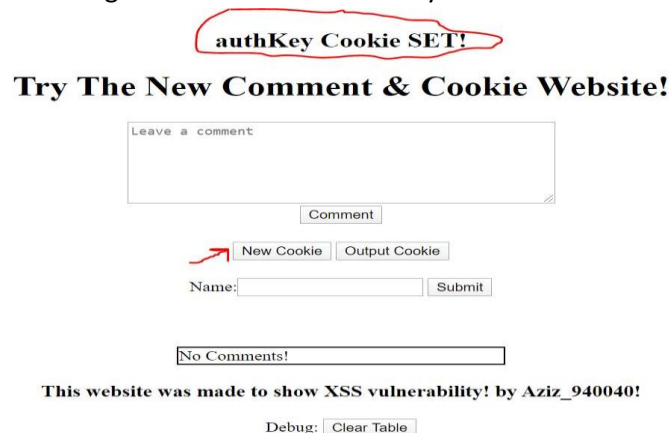 authKey Cookie SET!
Try The New Comment & Cookie Website!
Leave a comment
Comment
New Cookie Output Cookie
Name: Submit
No Comments!
This website was made to show XSS vulnerability! by Aziz_940040!
Debug: Clear Table